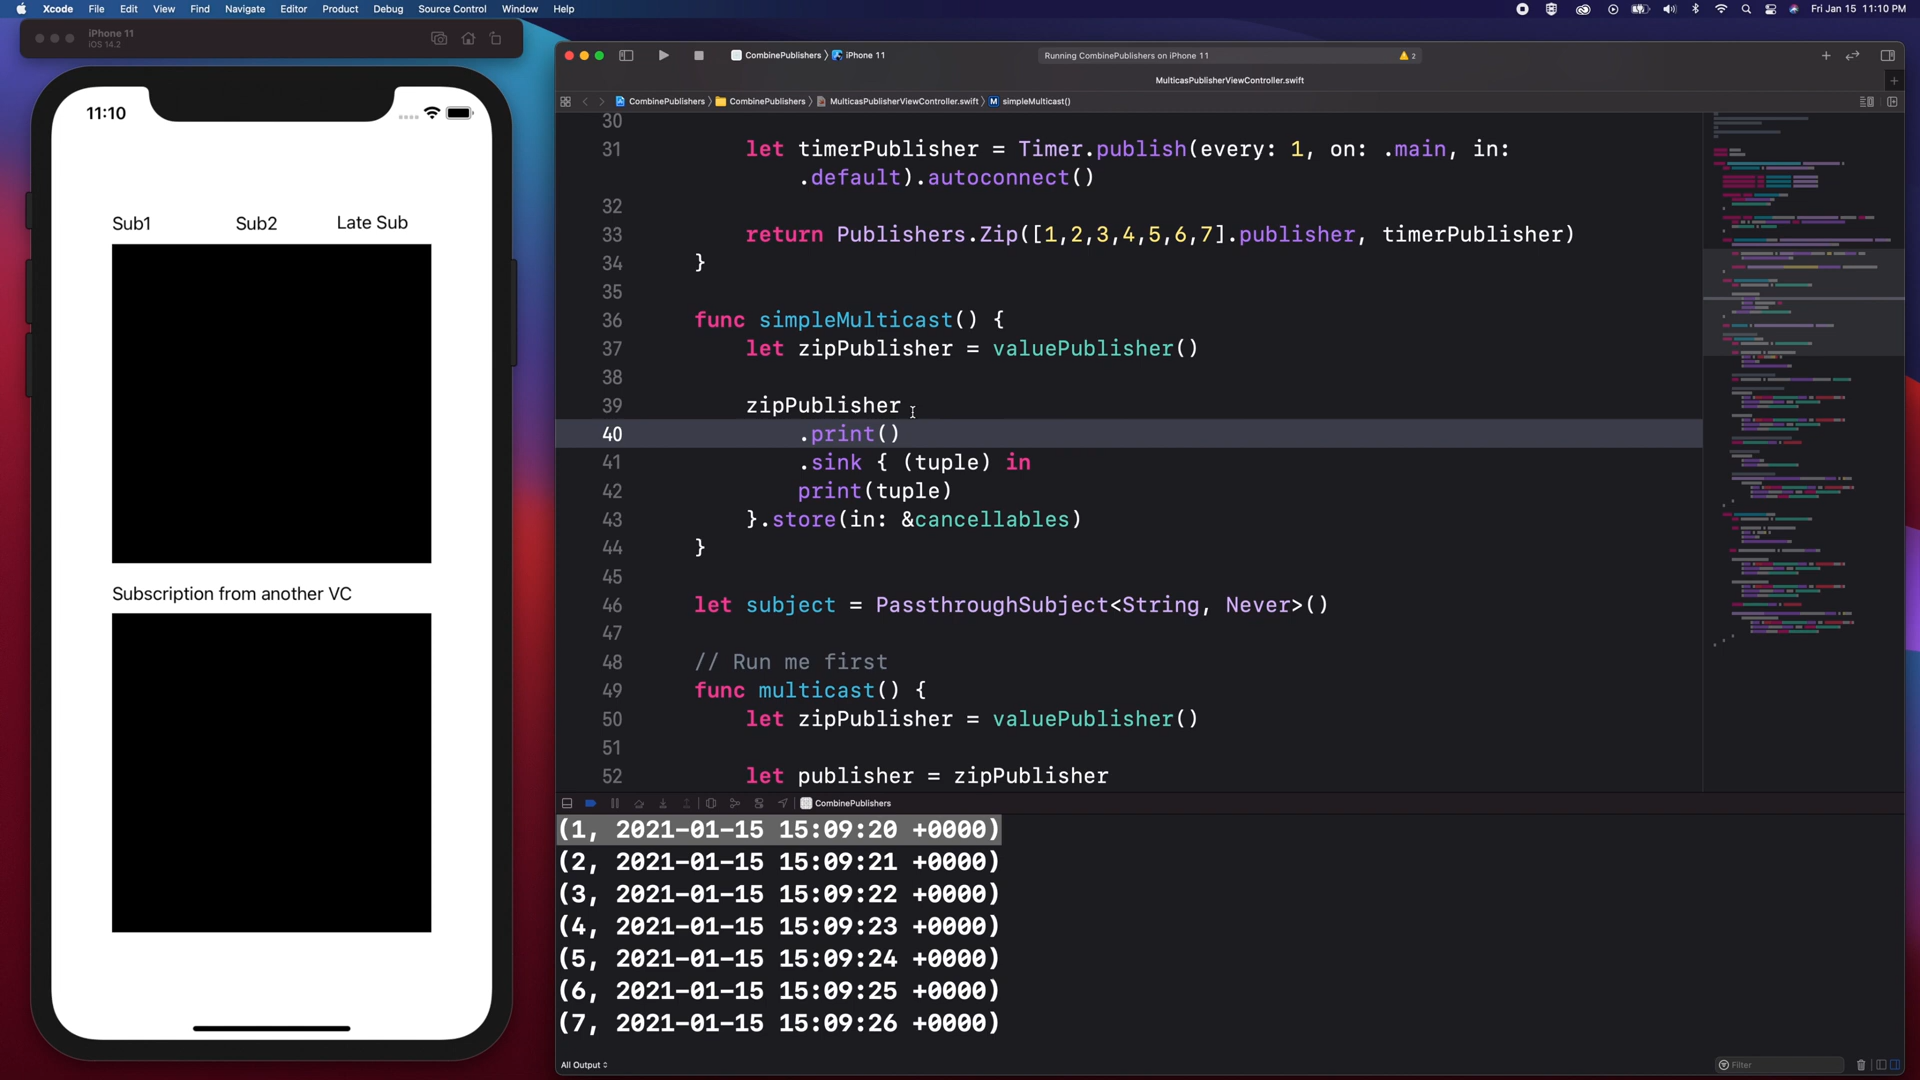 Xcode File Edit View Find Navigate Editor Product Debug Source Control Window Help
Fri Jan 15 11:10 PM
iPhone 11
iOS 14.2
11:10
Sub1 Sub2 Late Sub
Subscription from another VC
CombinePublishers iPhone 11
Running CombinePublishers on iPhone 11
2
MulticasPublisherViewController.swift
CombinePublishers CombinePublishers MulticasPublisherViewController.swift M simpleMulticast()
30
31 let timerPublisher = Timer.publish(every: 1, on: .main, in:
.default).autoconnect()
32
33 return Publishers.Zip([1,2,3,4,5,6,7].publisher, timerPublisher)
34 }
35
36 func simpleMulticast() {
37 let zipPublisher = valuePublisher()
38
39 zipPublisher
40 .print()
41 .sink { (tuple) in
42 print(tuple)
43 }.store(in: &cancellables)
44 }
45
46 let subject = PassthroughSubject<String, Never>()
47
48 // Run me first
49 func multicast() {
50 let zipPublisher = valuePublisher()
51
52 let publisher = zipPublisher
CombinePublishers
(1, 2021-01-15 15:09:20 +0000)
(2, 2021-01-15 15:09:21 +0000)
(3, 2021-01-15 15:09:22 +0000)
(4, 2021-01-15 15:09:23 +0000)
(5, 2021-01-15 15:09:24 +0000)
(6, 2021-01-15 15:09:25 +0000)
(7, 2021-01-15 15:09:26 +0000)
All Output
Filter